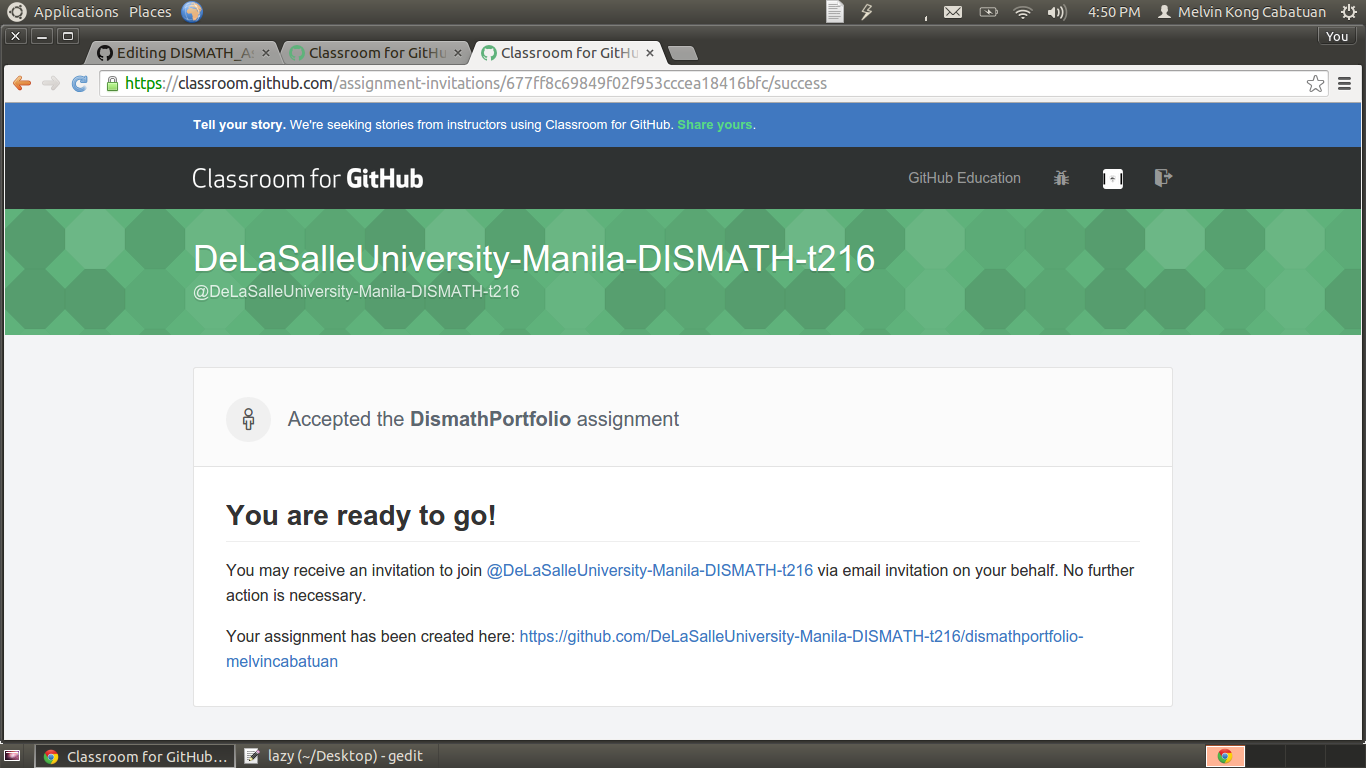 Applications Places 4:50 PM Melvin Kong Cabatuan
You
Editing DISMATH_A Classroom for GitHu Classroom for GitHu
https://classroom.github.com/assignment-invitations/677ff8c69849f02f953cccea18416bfc/success
Tell your story. We're seeking stories from instructors using Classroom for GitHub. Share yours.
Classroom for GitHub GitHub Education
DeLaSalleUniversity-Manila-DISMATH-t216
@DeLaSalleUniversity-Manila-DISMATH-t216
Accepted the DismathPortfolio assignment
You are ready to go!
You may receive an invitation to join @DeLaSalleUniversity-Manila-DISMATH-t216 via email invitation on your behalf. No further
action is necessary.
Your assignment has been created here: https://github.com/DeLaSalleUniversity-Manila-DISMATH-t216/dismathportfolio-
melvincabatuan
Classroom for GitHub... lazy (~/Desktop) - gedit